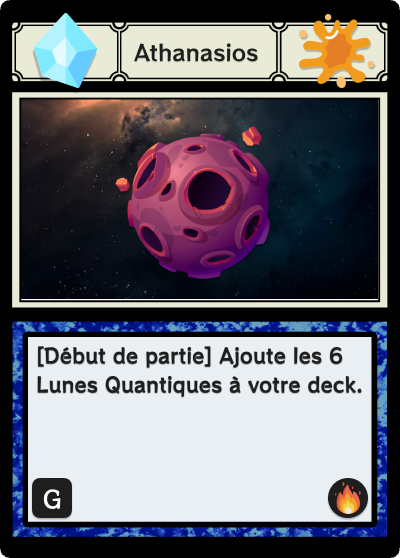 Athanasios
[Début de partie] Ajoute les 6
Lunes Quantiques à votre deck.
G